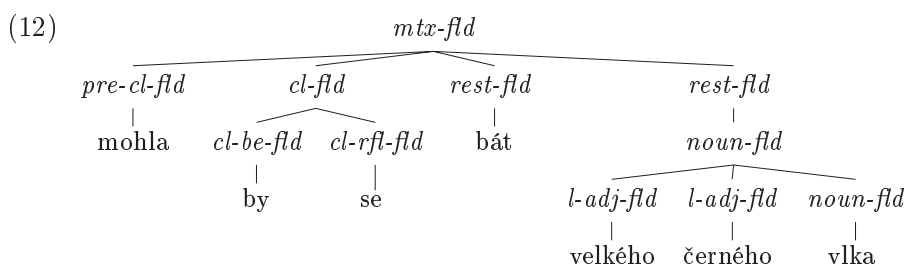 (12) mtx-fld
pre-cl-fld cl-fld rest-fld rest-fld
mohla cl-be-fld cl-rfl-fld bát noun-fld
by se l-adj-fld l-adj-fld noun-fld
velkého černého vlka